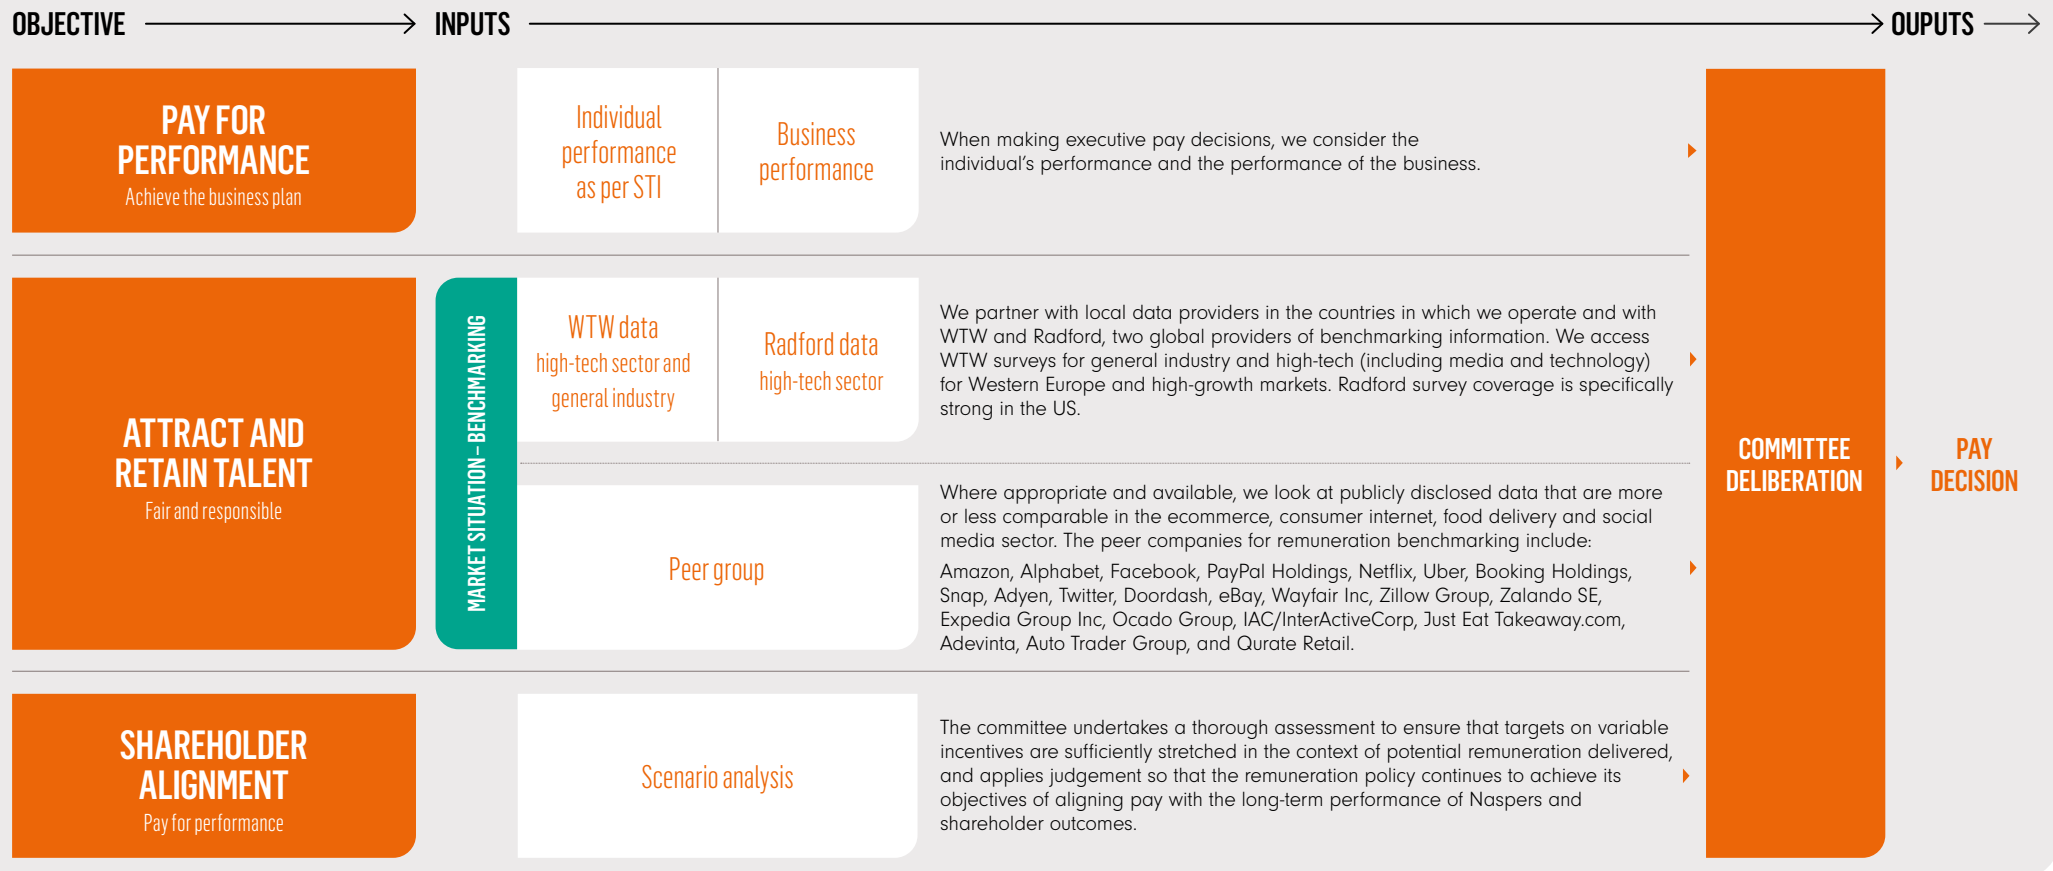 OBJECTIVE
INPUTS
OUPUTS
PAY FOR
PERFORMANCE
Achieve the business plan
Individual
performance
as per STI
Business
performance
When making executive pay decisions, we consider the
individual's performance and the performance of the business.
ATTRACT AND
RETAIN TALENT
Fair and responsible
MARKET SITUATION – BENCHMARKING
WTW data
high-tech sector and
general industry
Radford data
high-tech sector
We partner with local data providers in the countries in which we operate and with
WTW and Radford, two global providers of benchmarking information. We access
WTW surveys for general industry and high-tech (including media and technology)
for Western Europe and high-growth markets. Radford survey coverage is specifically
strong in the US.
Peer group
Where appropriate and available, we look at publicly disclosed data that are more
or less comparable in the ecommerce, consumer internet, food delivery and social
media sector. The peer companies for remuneration benchmarking include:
Amazon, Alphabet, Facebook, PayPal Holdings, Netflix, Uber, Booking Holdings,
Snap, Adyen, Twitter, Doordash, eBay, Wayfair Inc, Zillow Group, Zalando SE,
Expedia Group Inc, Ocado Group, IAC/InterActiveCorp, Just Eat Takeaway.com,
Adevinta, Auto Trader Group, and Qurate Retail.
SHAREHOLDER
ALIGNMENT
Pay for performance
Scenario analysis
The committee undertakes a thorough assessment to ensure that targets on variable
incentives are sufficiently stretched in the context of potential remuneration delivered,
and applies judgement so that the remuneration policy continues to achieve its
objectives of aligning pay with the long-term performance of Naspers and
shareholder outcomes.
COMMITTEE
DELIBERATION
PAY
DECISION